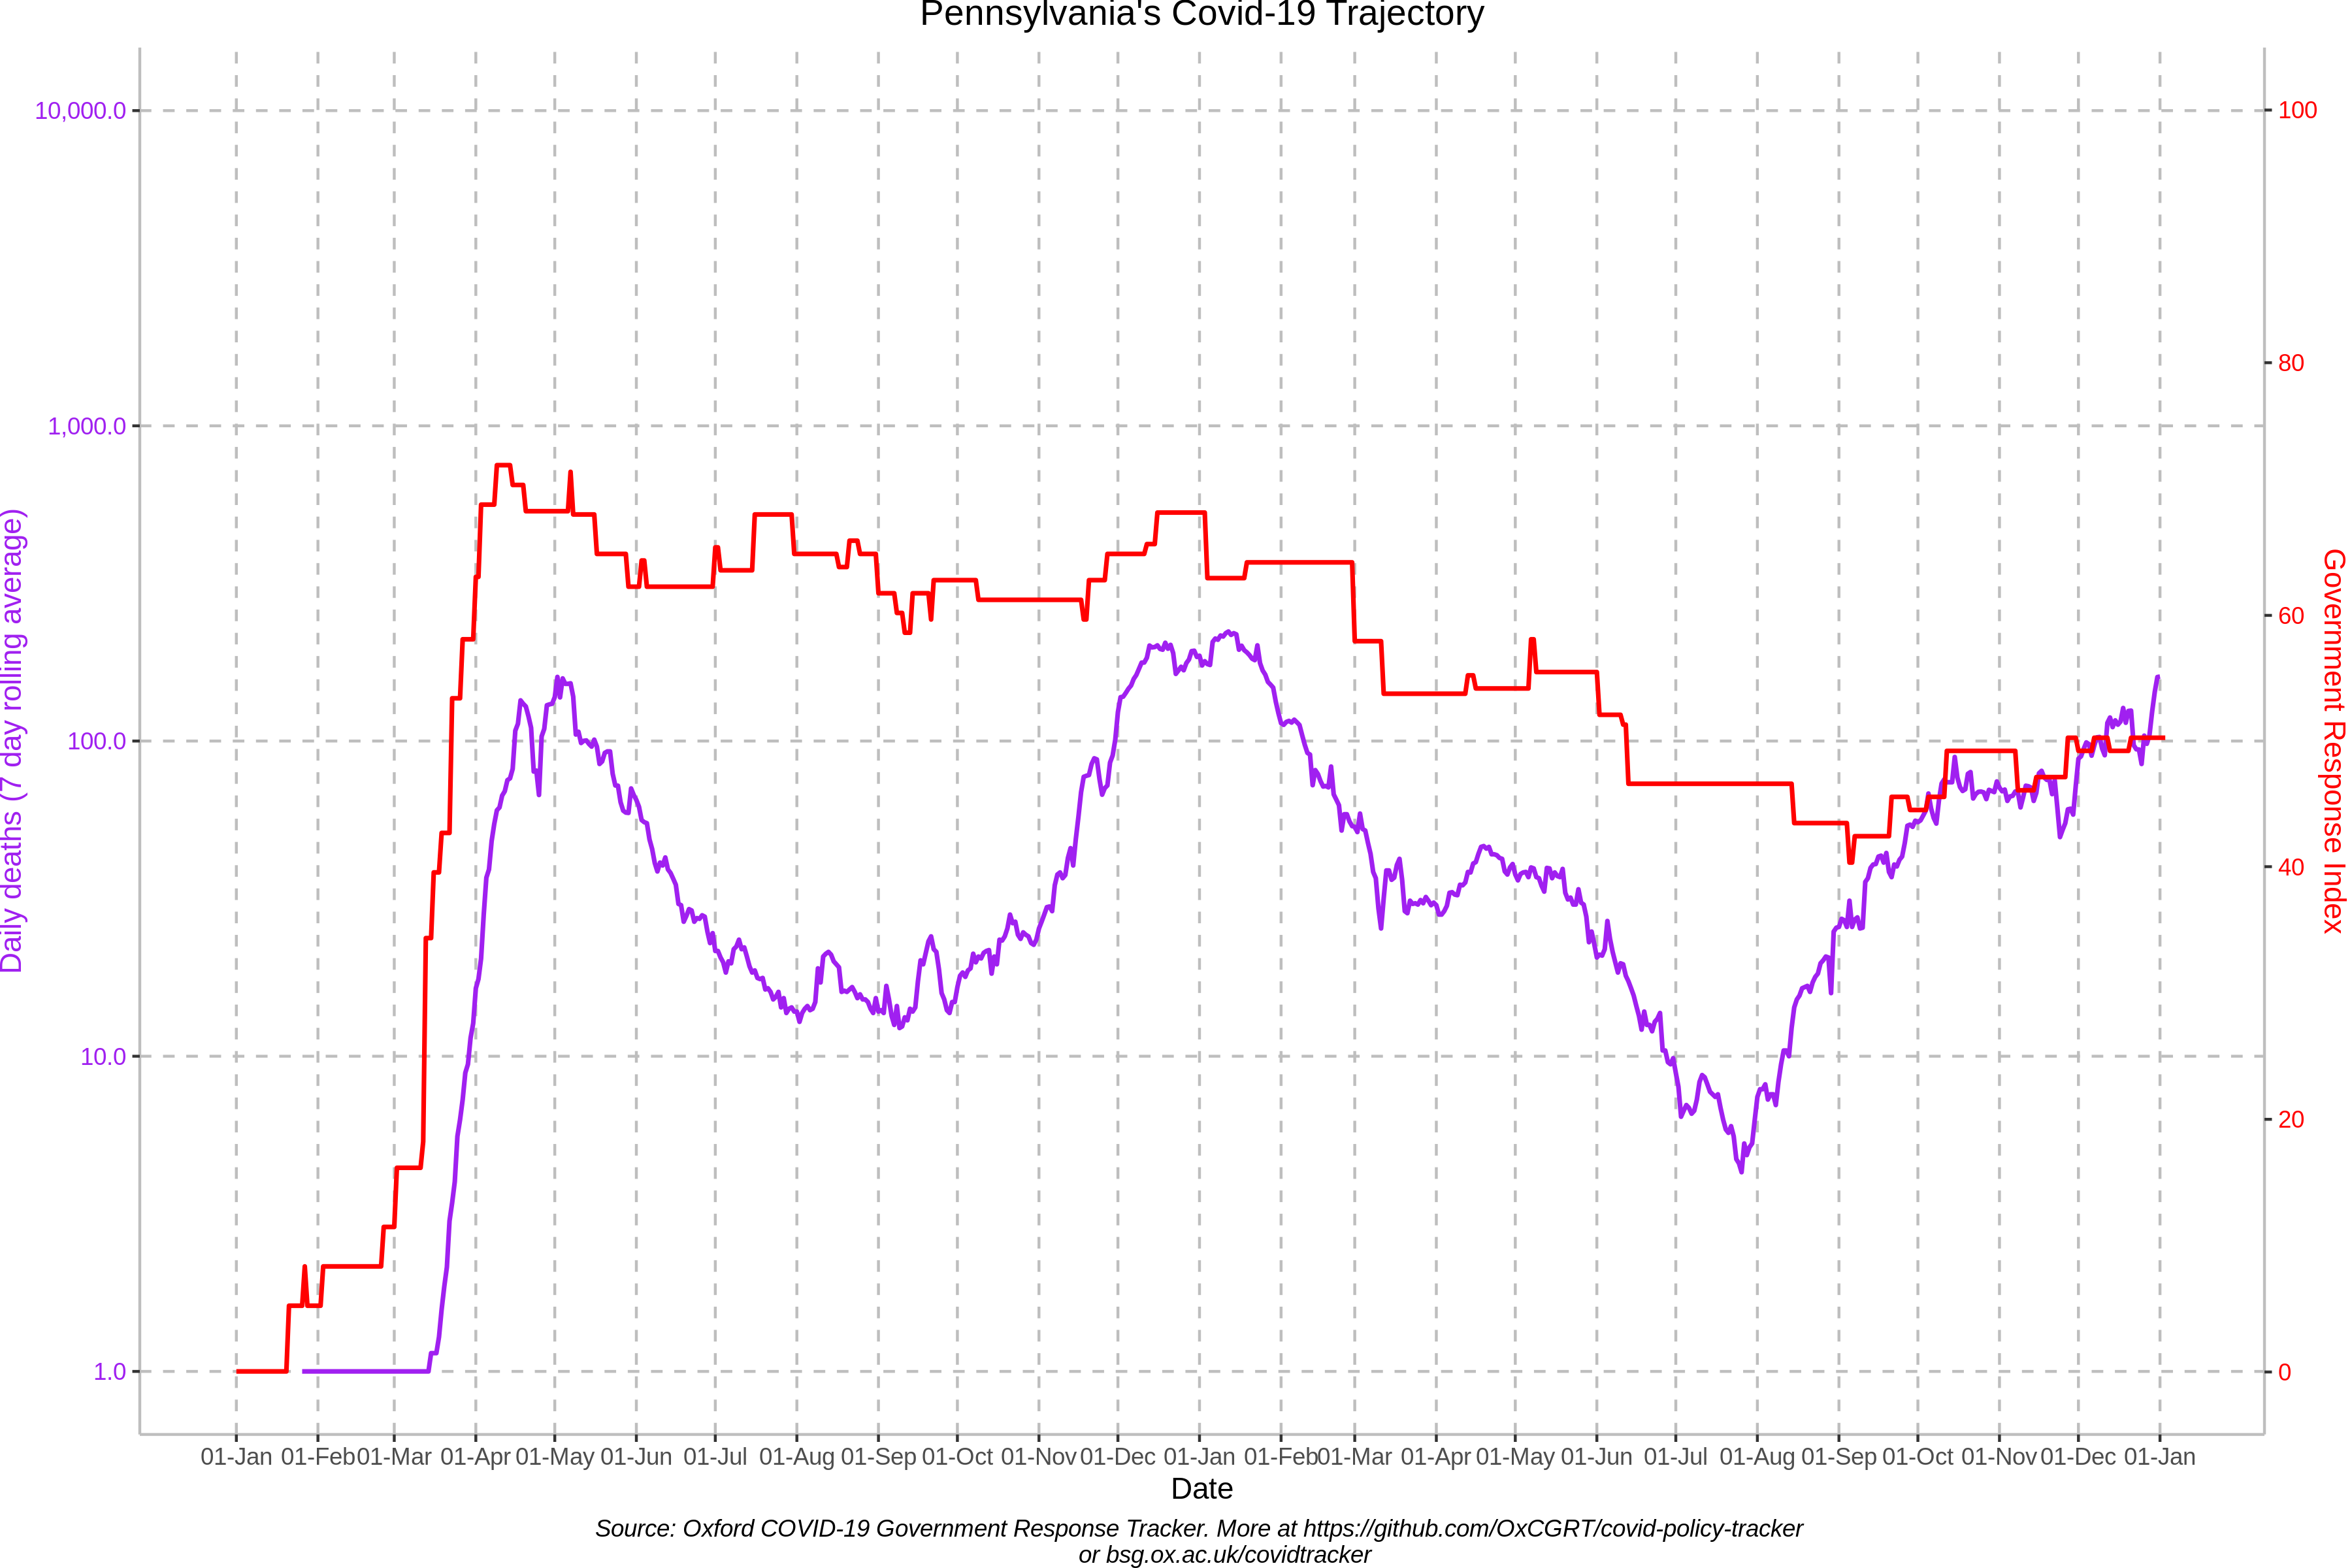 Pennsylvania's Covid-19 Trajectory
Daily deaths (7 day rolling average)
10,000.0
1,000.0
100.0
10.0
1.0
Government Response Index
100
80
60
40
20
0
01-Jan 01-Feb 01-Mar 01-Apr 01-May 01-Jun 01-Jul 01-Aug 01-Sep 01-Oct 01-Nov 01-Dec 01-Jan 01-Feb 01-Mar 01-Apr 01-May 01-Jun 01-Jul 01-Aug 01-Sep 01-Oct 01-Nov 01-Dec 01-Jan
Date
Source: Oxford COVID-19 Government Response Tracker. More at https://github.com/OxCGRT/covid-policy-tracker
or bsg.ox.ac.uk/covidtracker